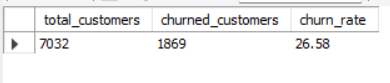 total_customers churned_customers churn_rate
7032 1869 26.58